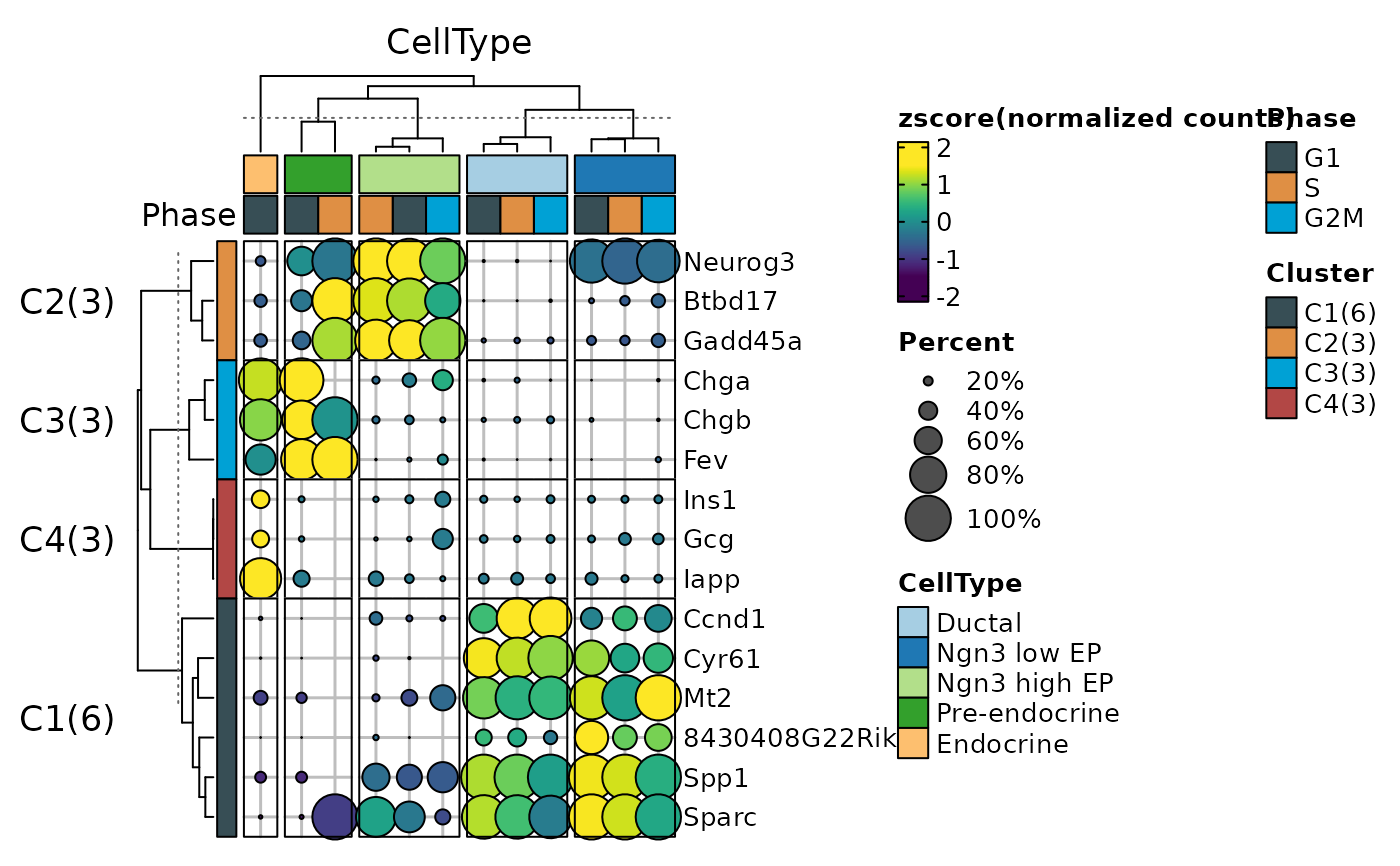 CellType
Phase
C2(3)
C3(3)
C4(3)
C1(6)
Neurog3
Btbd17
Gadd45a
Chga
Chgb
Fev
Ins1
Gcg
Iapp
Ccnd1
Cyr61
Mt2
8430408G22Rik
Spp1
Sparc
zscore(normalized counts)
2
1
0
-1
-2
Percent
20%
40%
60%
80%
100%
CellType
Ductal
Ngn3 low EP
Ngn3 high EP
Pre-endocrine
Endocrine
Phase
G1
S
G2M
Cluster
C1(6)
C2(3)
C3(3)
C4(3)